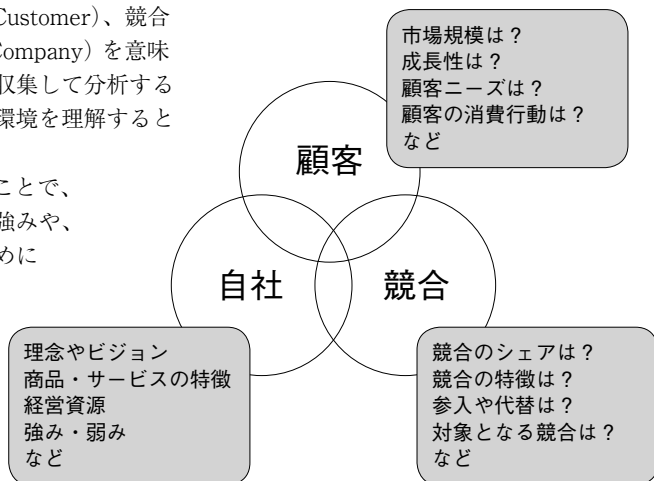 Customer）、競合
Company）を意味
収集して分析する
環境を理解すると
ことで、
強みや、
めに
市場規模は？
成長性は？
顧客ニーズは？
顧客の消費行動は？
など
顧客
自社
競合
理念やビジョン
商品・サービスの特徴
経営資源
強み・弱み
など
競合のシェアは？
競合の特徴は？
参入や代替は？
対象となる競合は？
など